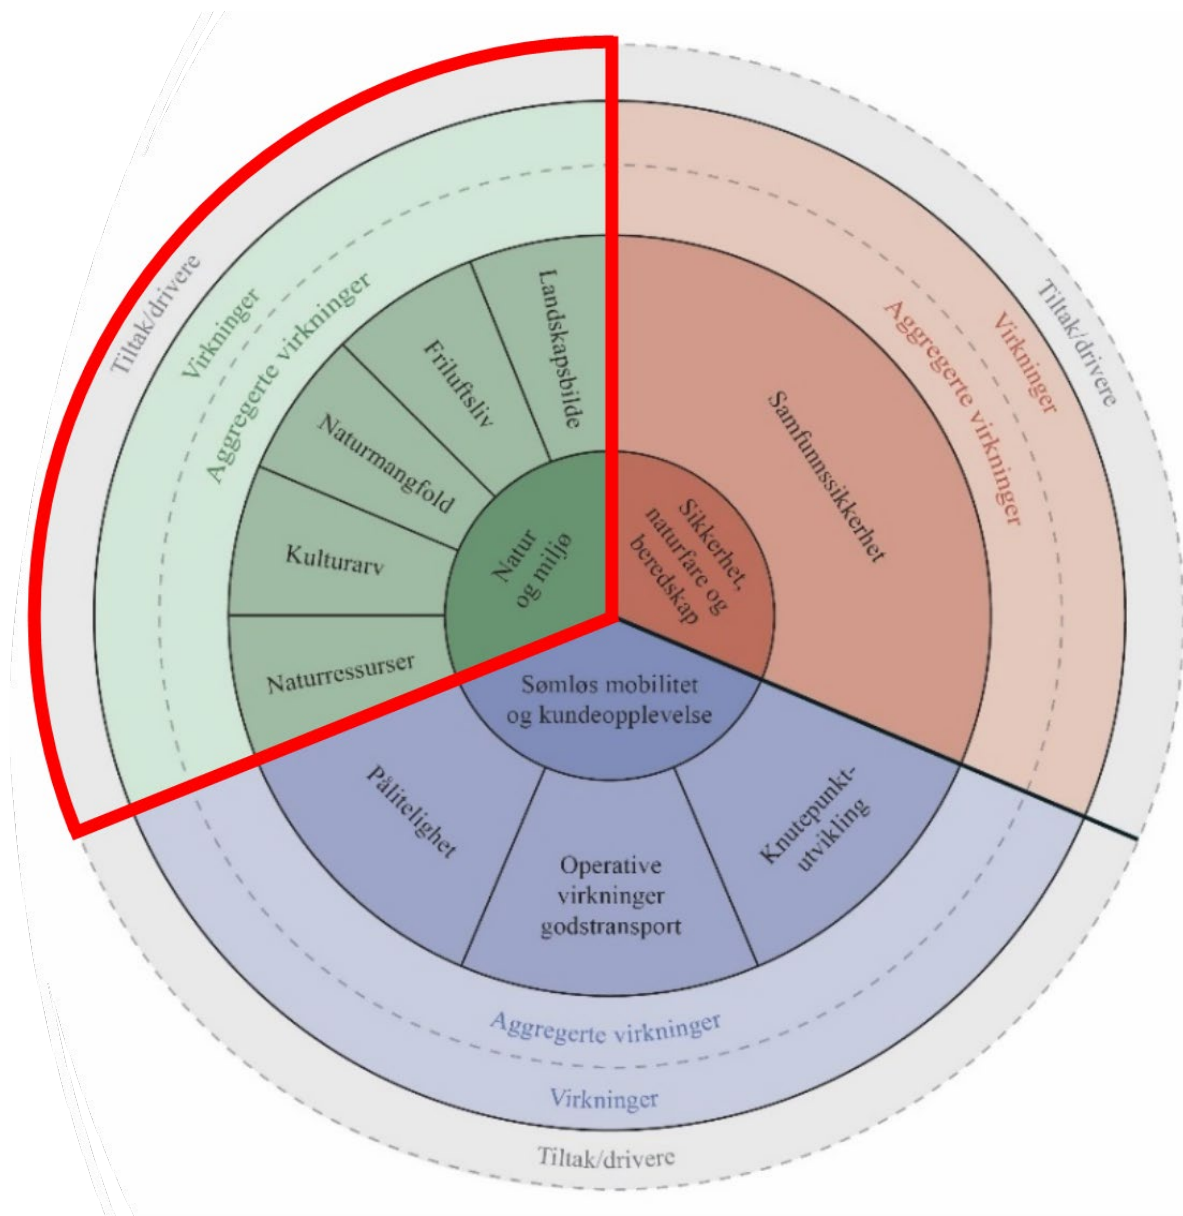 Tiltak/drivere
Virkninger
Aggregerte virkninger
Landskapsbilde
Friluftsliv
Naturmangfold
Kulturarv
Naturressurser
Natur
og miljø
Tiltak/drivere
Virkninger
Aggregerte virkninger
Samfunnssikkerhet
Sikkerhet,
naturfare og
beredskap
Sømløs mobilitet
og kundeopplevelse
Pålitelighet
Operative
virkninger
godstransport
Knutepunkt-
utvikling
Aggregerte virkninger
Virkninger
Tiltak/drivere